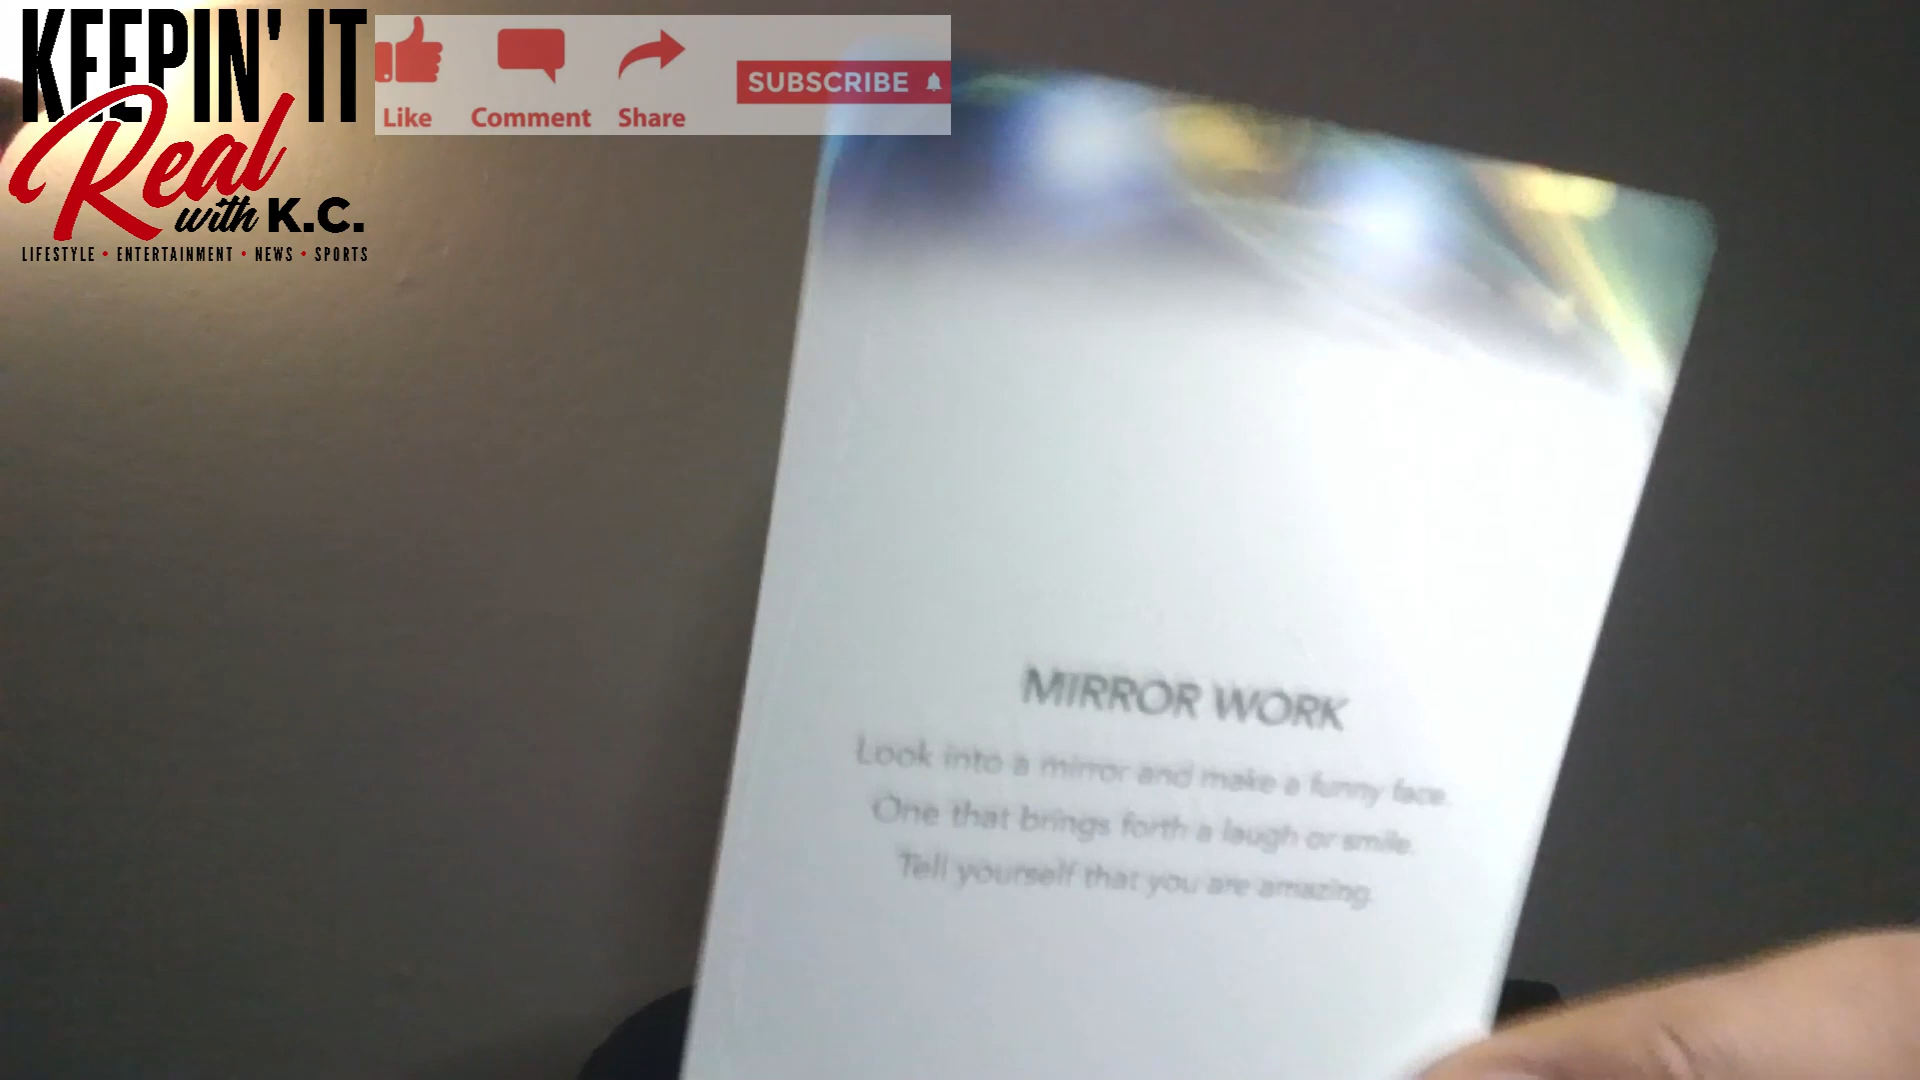 KEEPIN' IT
Real
with K.C.
LIFESTYLE • ENTERTAINMENT • NEWS • SPORTS
Like Comment Share
SUBSCRIBE
MIRROR WORK
Look into a mirror and make a funny face.
One that brings forth a laugh or smile.
Tell yourself that you are amazing.